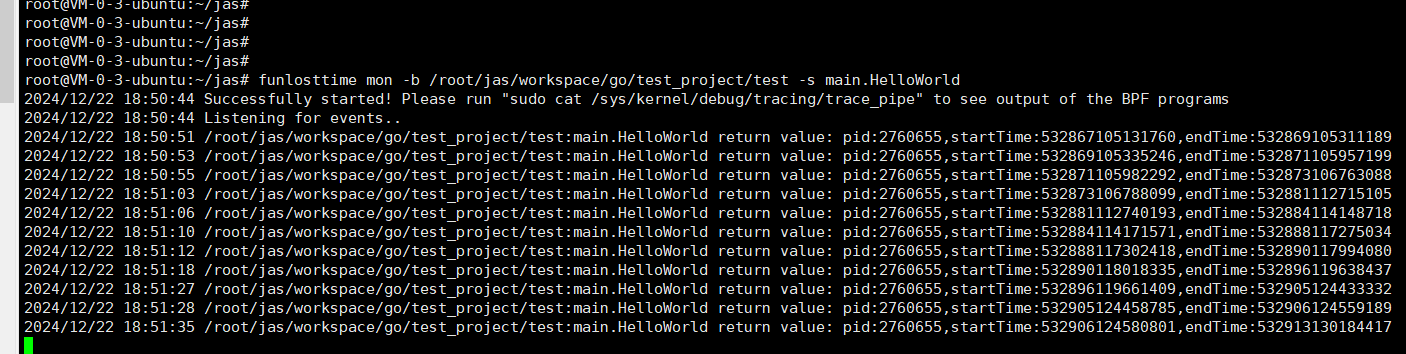 root@VM-0-3-ubuntu:~/jas#
root@VM-0-3-ubuntu:~/jas#
root@VM-0-3-ubuntu:~/jas#
root@VM-0-3-ubuntu:~/jas#
root@VM-0-3-ubuntu:~/jas# funlosttime mon -b /root/jas/workspace/go/test_project/test -s main.HelloWorld
2024/12/22 18:50:44 Successfully started! Please run "sudo cat /sys/kernel/debug/tracing/trace_pipe" to see output of the BPF programs
2024/12/22 18:50:44 Listening for events..
2024/12/22 18:50:51 /root/jas/workspace/go/test_project/test:main.HelloWorld return value: pid:2760655,startTime:532867105131760,endTime:532869105311189
2024/12/22 18:50:53 /root/jas/workspace/go/test_project/test:main.HelloWorld return value: pid:2760655,startTime:532869105335246,endTime:532871105957199
2024/12/22 18:50:55 /root/jas/workspace/go/test_project/test:main.HelloWorld return value: pid:2760655,startTime:532871105982292,endTime:532873106763088
2024/12/22 18:51:03 /root/jas/workspace/go/test_project/test:main.HelloWorld return value: pid:2760655,startTime:532873106788099,endTime:532881112715105
2024/12/22 18:51:06 /root/jas/workspace/go/test_project/test:main.HelloWorld return value: pid:2760655,startTime:532881112740193,endTime:532884114148718
2024/12/22 18:51:10 /root/jas/workspace/go/test_project/test:main.HelloWorld return value: pid:2760655,startTime:532884114171571,endTime:532888117275034
2024/12/22 18:51:12 /root/jas/workspace/go/test_project/test:main.HelloWorld return value: pid:2760655,startTime:532888117302418,endTime:532890117994080
2024/12/22 18:51:18 /root/jas/workspace/go/test_project/test:main.HelloWorld return value: pid:2760655,startTime:532890118018335,endTime:532896119638437
2024/12/22 18:51:27 /root/jas/workspace/go/test_project/test:main.HelloWorld return value: pid:2760655,startTime:532896119661409,endTime:532905124433332
2024/12/22 18:51:28 /root/jas/workspace/go/test_project/test:main.HelloWorld return value: pid:2760655,startTime:532905124458785,endTime:532906124559189
2024/12/22 18:51:35 /root/jas/workspace/go/test_project/test:main.HelloWorld return value: pid:2760655,startTime:532906124580801,endTime:532913130184417